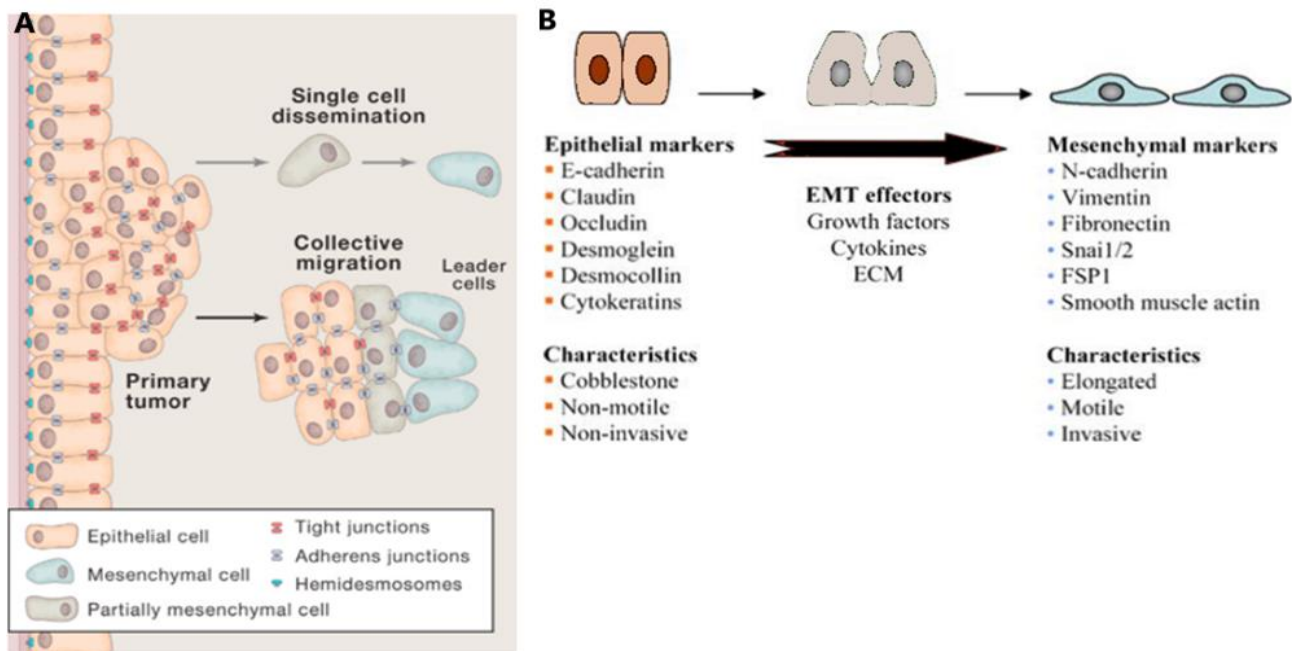 A
Single cell
dissemination
Collective
migration
Leader
cells
Primary
tumor
Epithelial cell
Mesenchymal cell
Partially mesenchymal cell
Tight junctions
Adherens junctions
Hemidesmosomes
B
Epithelial markers
▪ E-cadherin
▪ Claudin
▪ Occludin
▪ Desmoglein
▪ Desmocollin
▪ Cytokeratins
Characteristics
▪ Cobblestone
▪ Non-motile
▪ Non-invasive
EMT effectors
Growth factors
Cytokines
ECM
Mesenchymal markers
• N-cadherin
• Vimentin
• Fibronectin
• Snai1/2
• FSP1
• Smooth muscle actin
Characteristics
• Elongated
• Motile
• Invasive